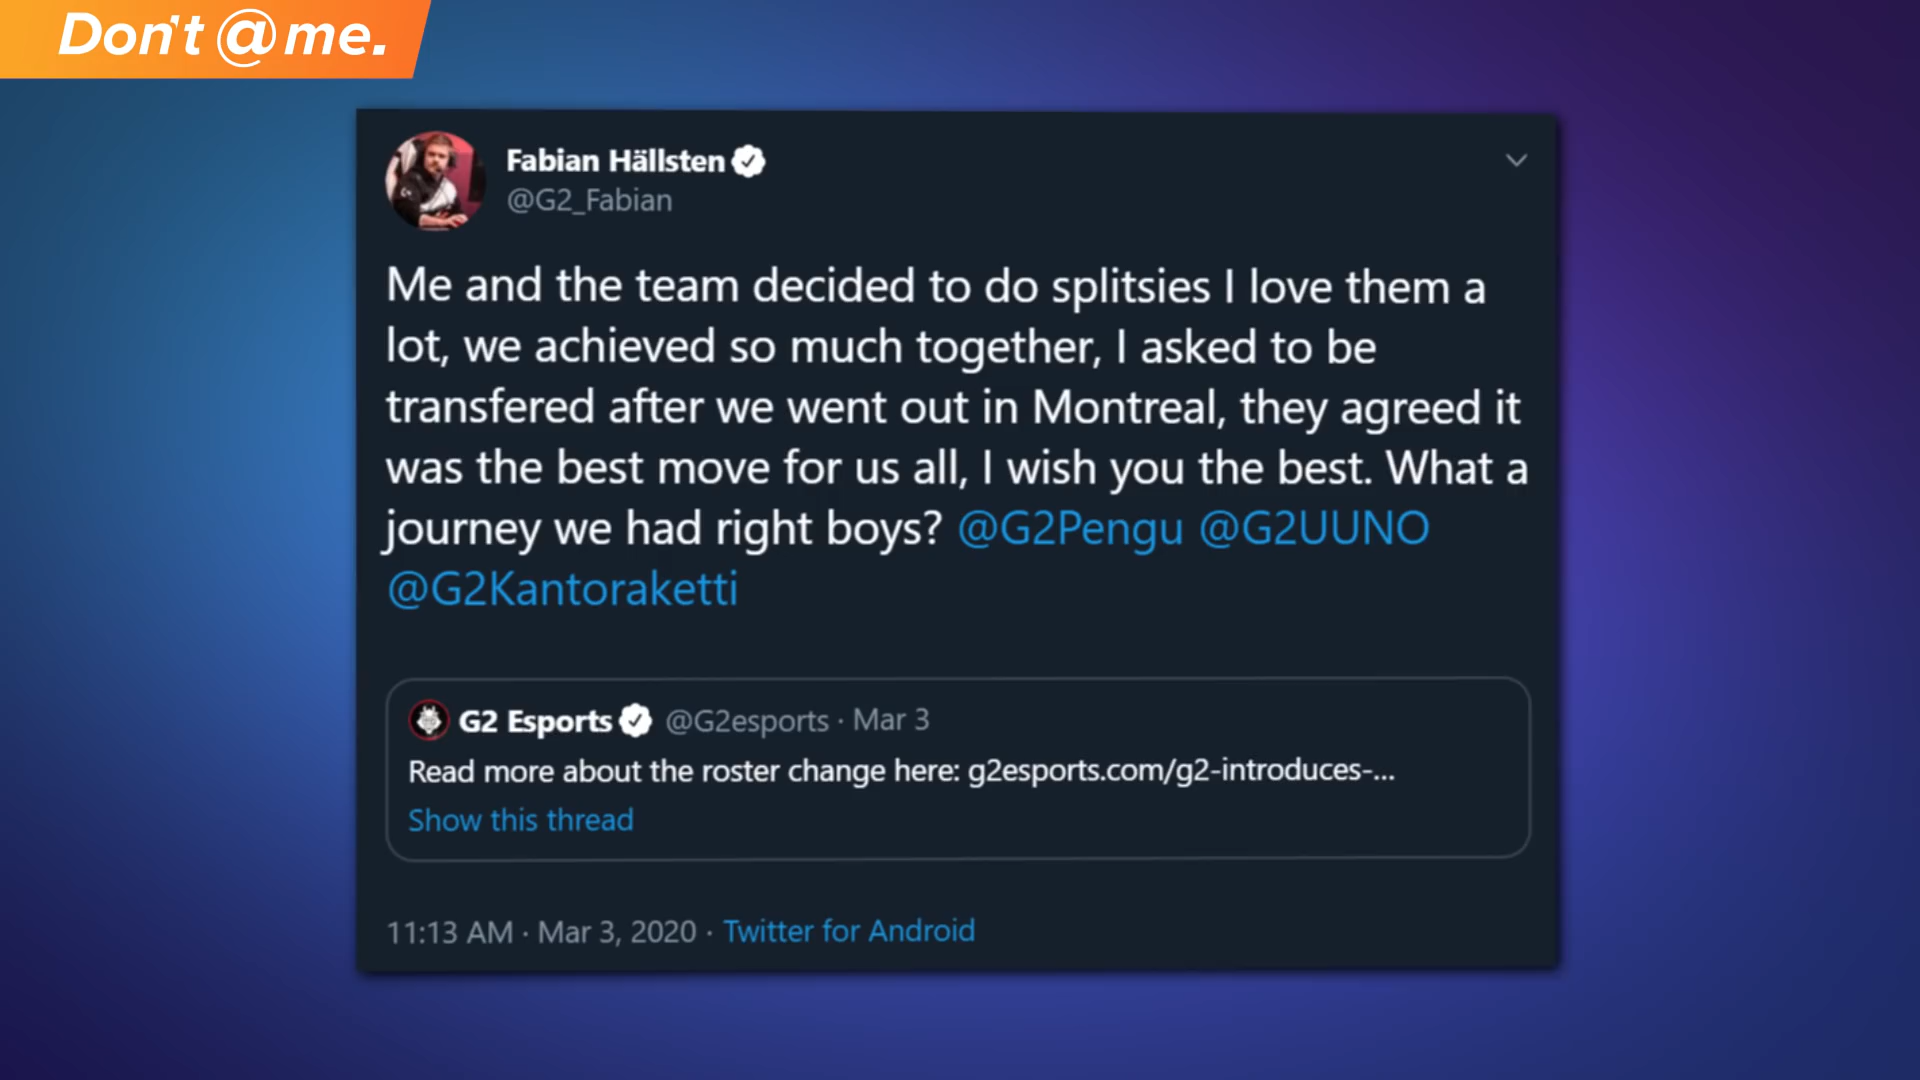 Don't @ me.
Fabian Hällsten
@G2_Fabian
Me and the team decided to do splitsies I love them a
lot, we achieved so much together, I asked to be
transfered after we went out in Montreal, they agreed it
was the best move for us all, I wish you the best. What a
journey we had right boys? @G2Pengu @G2UUNO
@G2Kantoraketti
G2 Esports @G2esports · Mar 3
Read more about the roster change here: g2esports.com/g2-introduces-...
Show this thread
11:13 AM · Mar 3, 2020 · Twitter for Android